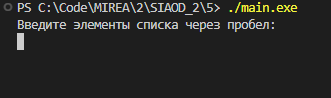 PS C:\Code\MIREA\2\SIAOD_2\5> ./main.exe
Введите элементы списка через пробел: